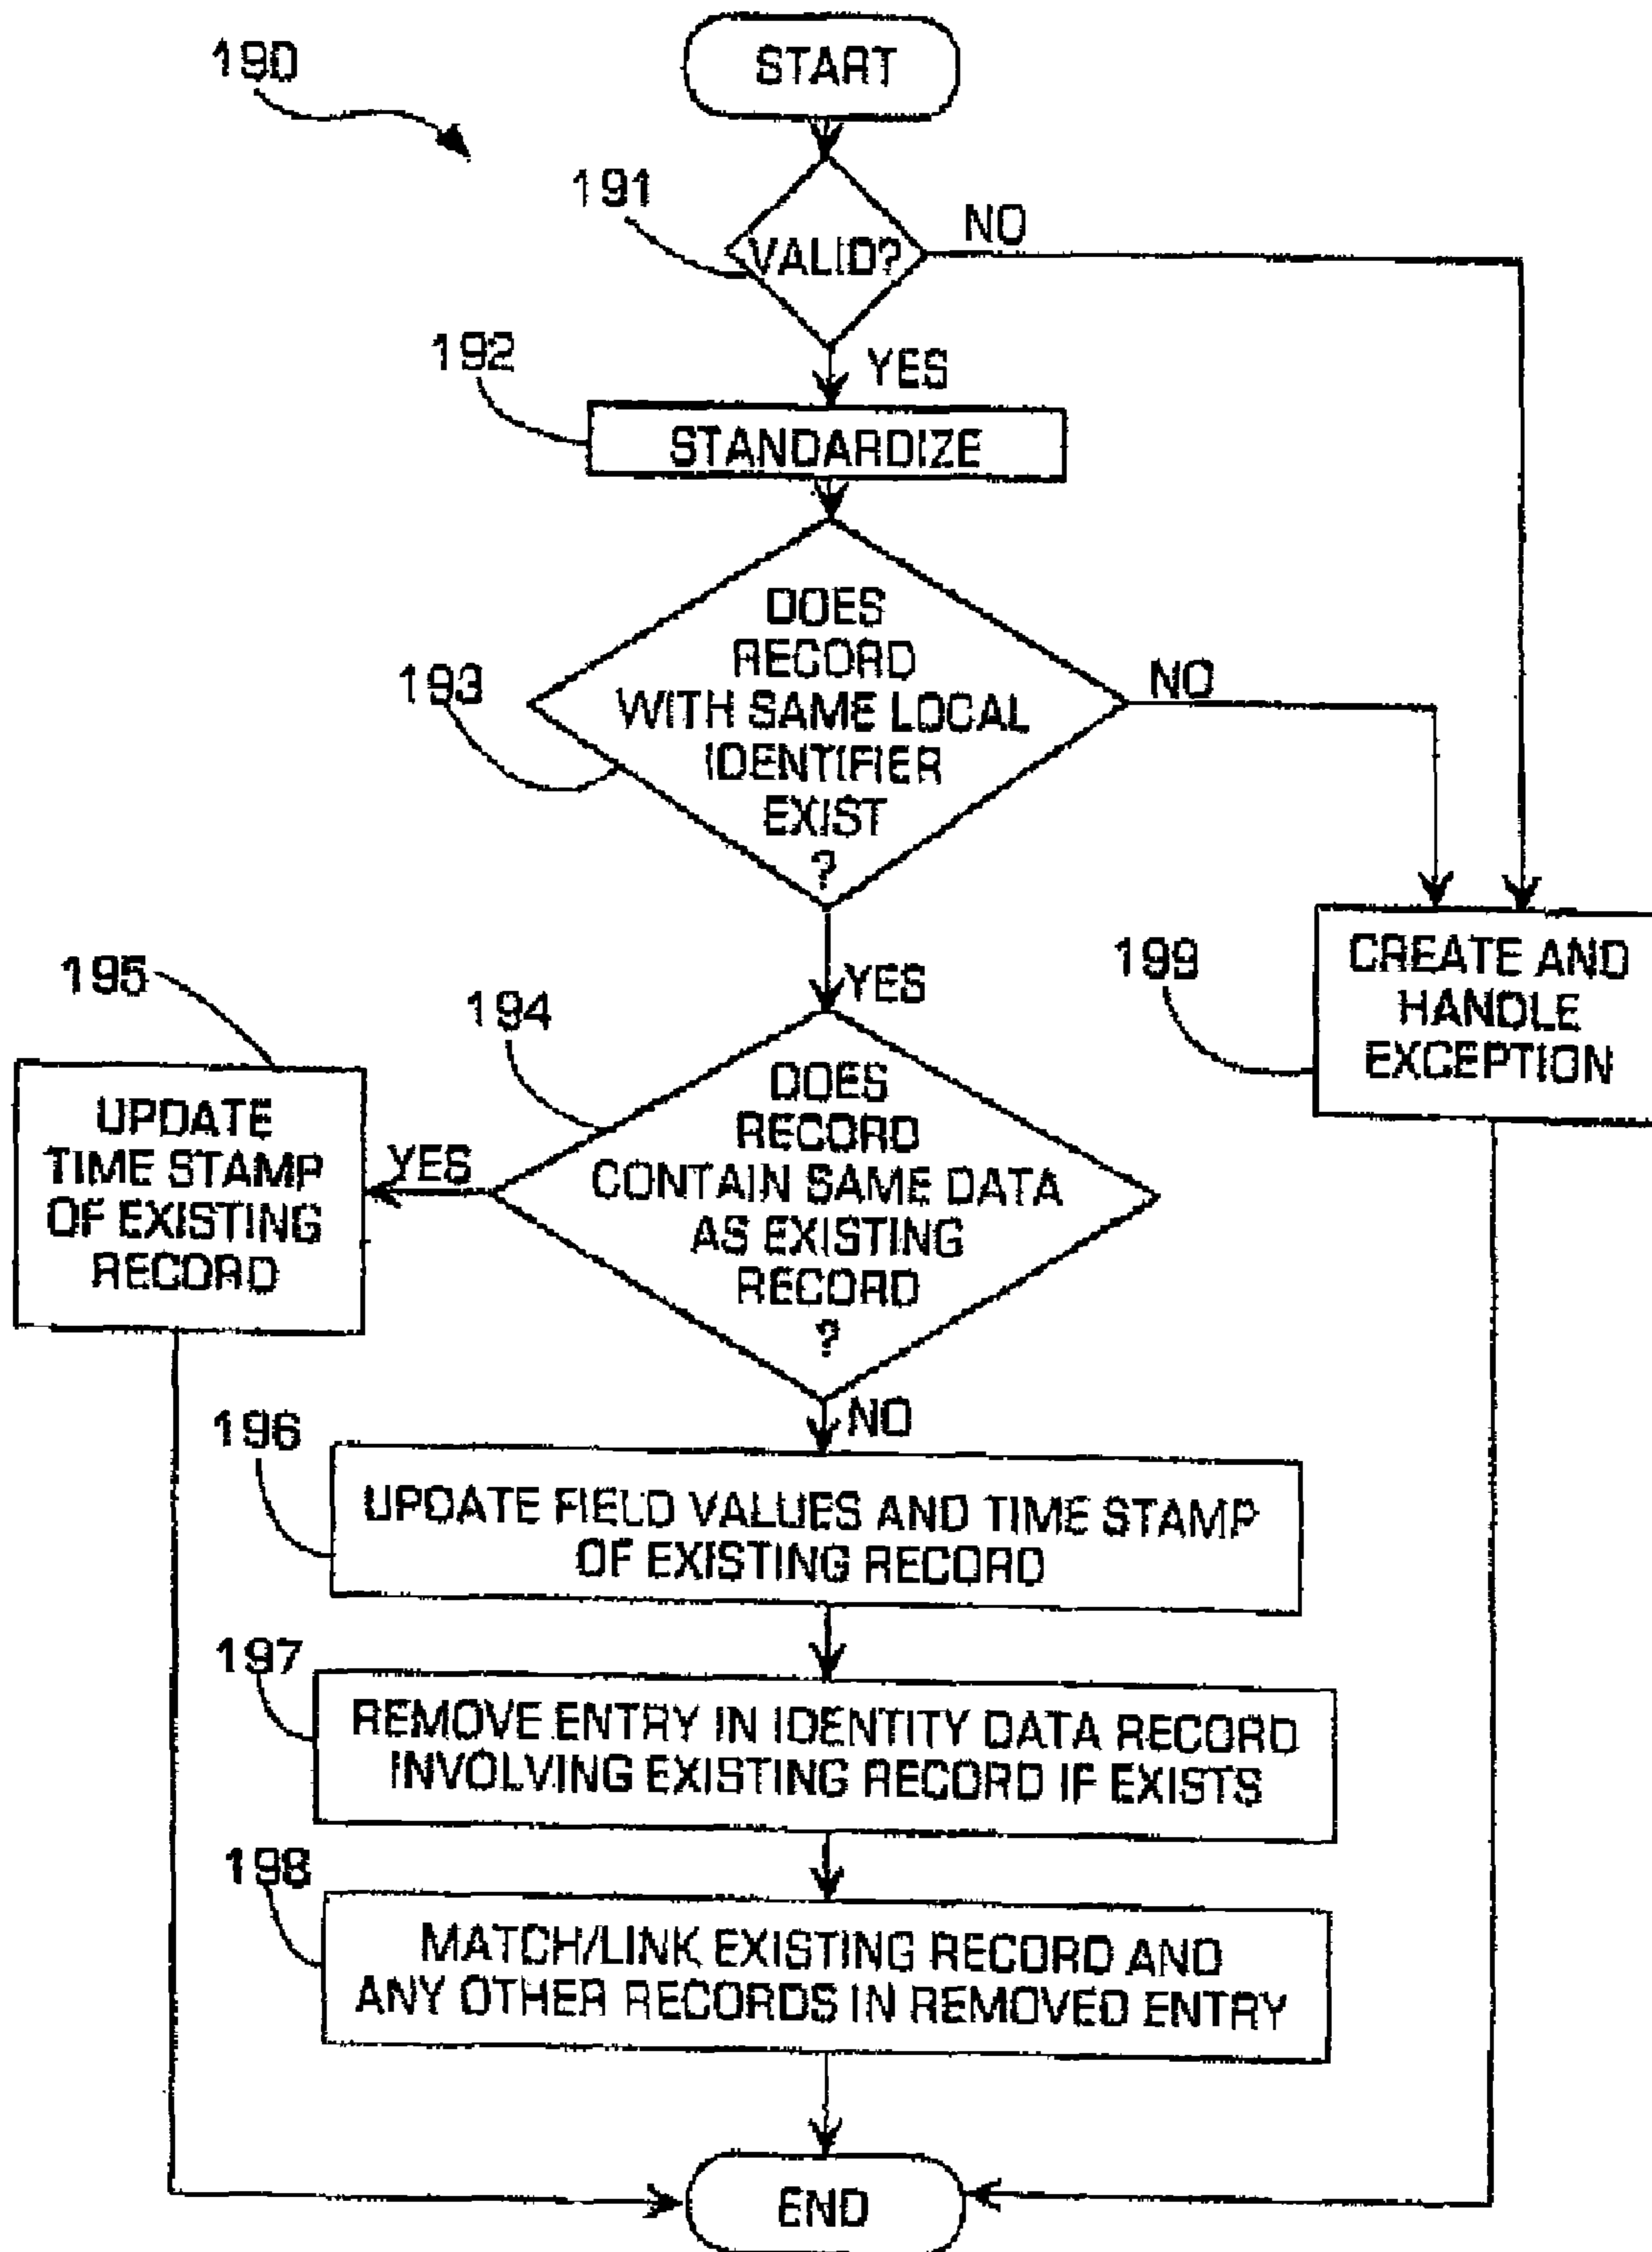 190
START
191
VALID?
NO
192
YES
STANDARDIZE
193
DOES
RECORD
WITH SAME LOCAL
IDENTIFIER
EXIST
?
NO
YES
199
CREATE AND
HANDLE
EXCEPTION
195
UPDATE
TIME STAMP
OF EXISTING
RECORD
YES
194
DOES
RECORD
CONTAIN SAME DATA
AS EXISTING
RECORD
?
NO
196
UPDATE FIELD VALUES AND TIME STAMP
OF EXISTING RECORD
197
REMOVE ENTRY IN IDENTITY DATA RECORD
INVOLVING EXISTING RECORD IF EXISTS
198
MATCH/LINK EXISTING RECORD AND
ANY OTHER RECORDS IN REMOVED ENTRY
END